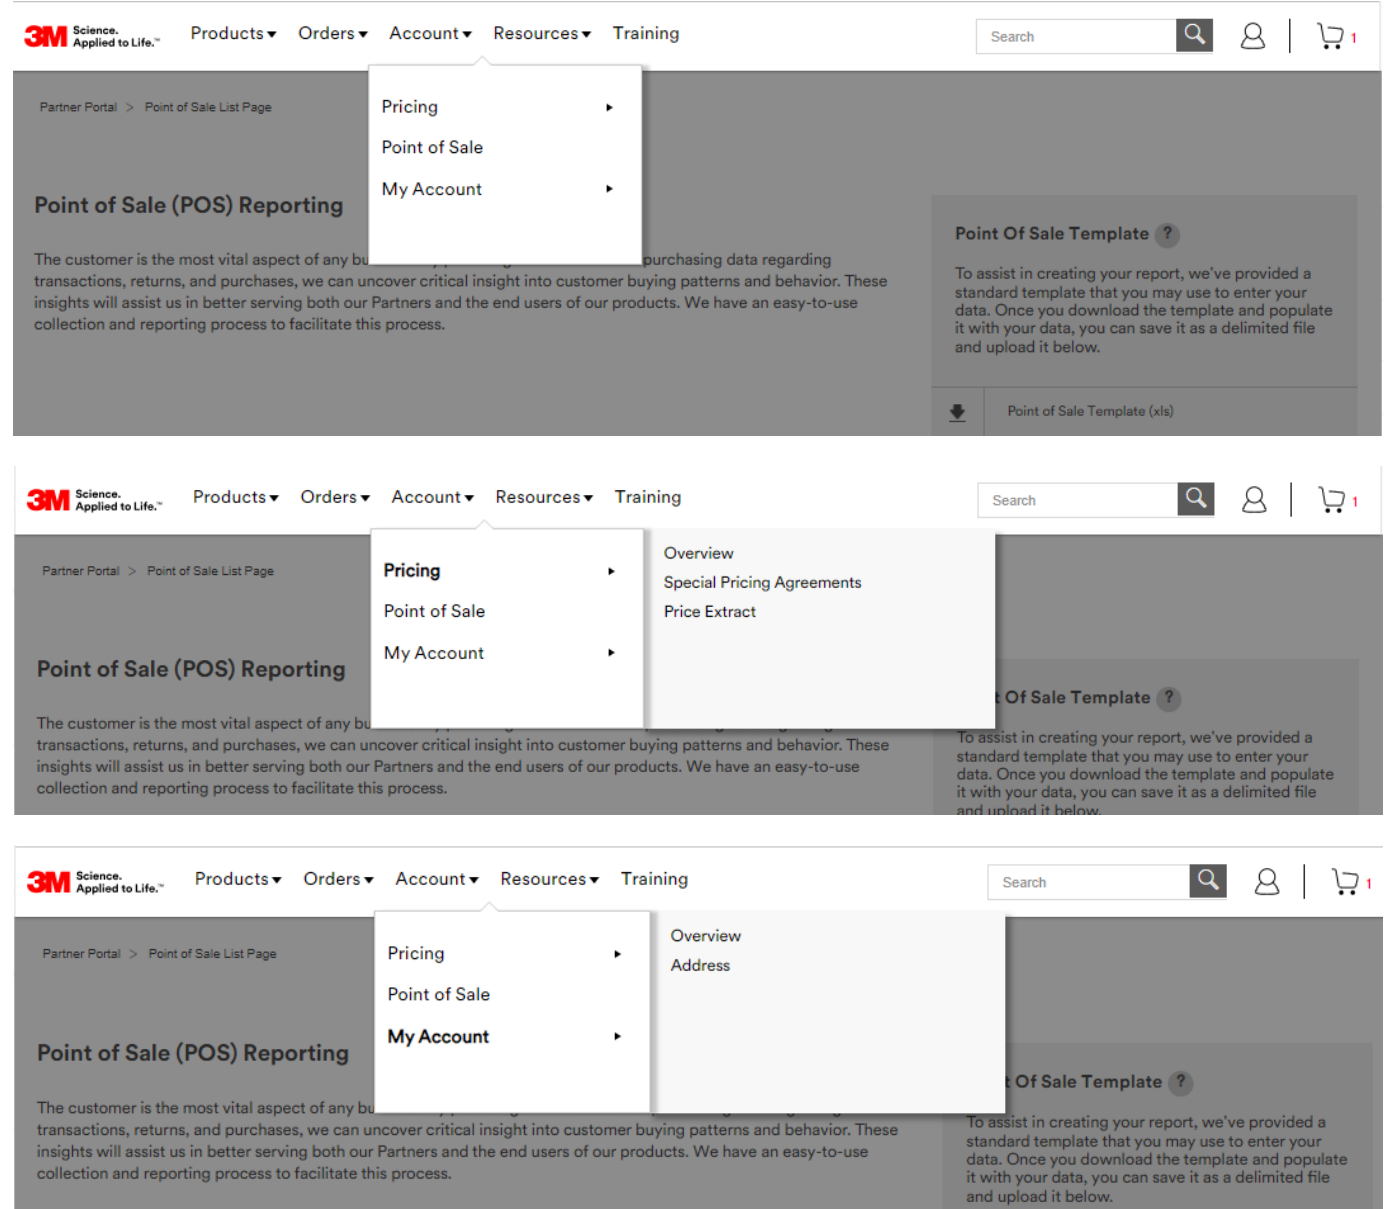 3M Science.
Applied to Life.™
Products ▾ Orders ▾ Account ▾ Resources ▾ Training
Search
1
Partner Portal > Point of Sale List Page
Pricing
Point of Sale
My Account
Point of Sale (POS) Reporting
The customer is the most vital aspect of any bu purchasing data regarding
transactions, returns, and purchases, we can uncover critical insight into customer buying patterns and behavior. These
insights will assist us in better serving both our Partners and the end users of our products. We have an easy-to-use
collection and reporting process to facilitate this process.
Point Of Sale Template ?
To assist in creating your report, we've provided a
standard template that you may use to enter your
data. Once you download the template and populate
it with your data, you can save it as a delimited file
and upload it below.
Point of Sale Template (xls)
3M Science.
Applied to Life.™
Products ▾ Orders ▾ Account ▾ Resources ▾ Training
Search
1
Partner Portal > Point of Sale List Page
Pricing
Point of Sale
My Account
Overview
Special Pricing Agreements
Price Extract
Point of Sale (POS) Reporting
The customer is the most vital aspect of any bu
transactions, returns, and purchases, we can uncover critical insight into customer buying patterns and behavior. These
insights will assist us in better serving both our Partners and the end users of our products. We have an easy-to-use
collection and reporting process to facilitate this process.
t Of Sale Template ?
To assist in creating your report, we've provided a
standard template that you may use to enter your
data. Once you download the template and populate
it with your data, you can save it as a delimited file
and upload it below.
3M Science.
Applied to Life.™
Products ▾ Orders ▾ Account ▾ Resources ▾ Training
Search
1
Partner Portal > Point of Sale List Page
Pricing
Point of Sale
My Account
Overview
Address
Point of Sale (POS) Reporting
The customer is the most vital aspect of any bu
transactions, returns, and purchases, we can uncover critical insight into customer buying patterns and behavior. These
insights will assist us in better serving both our Partners and the end users of our products. We have an easy-to-use
collection and reporting process to facilitate this process.
t Of Sale Template ?
To assist in creating your report, we've provided a
standard template that you may use to enter your
data. Once you download the template and populate
it with your data, you can save it as a delimited file
and upload it below.